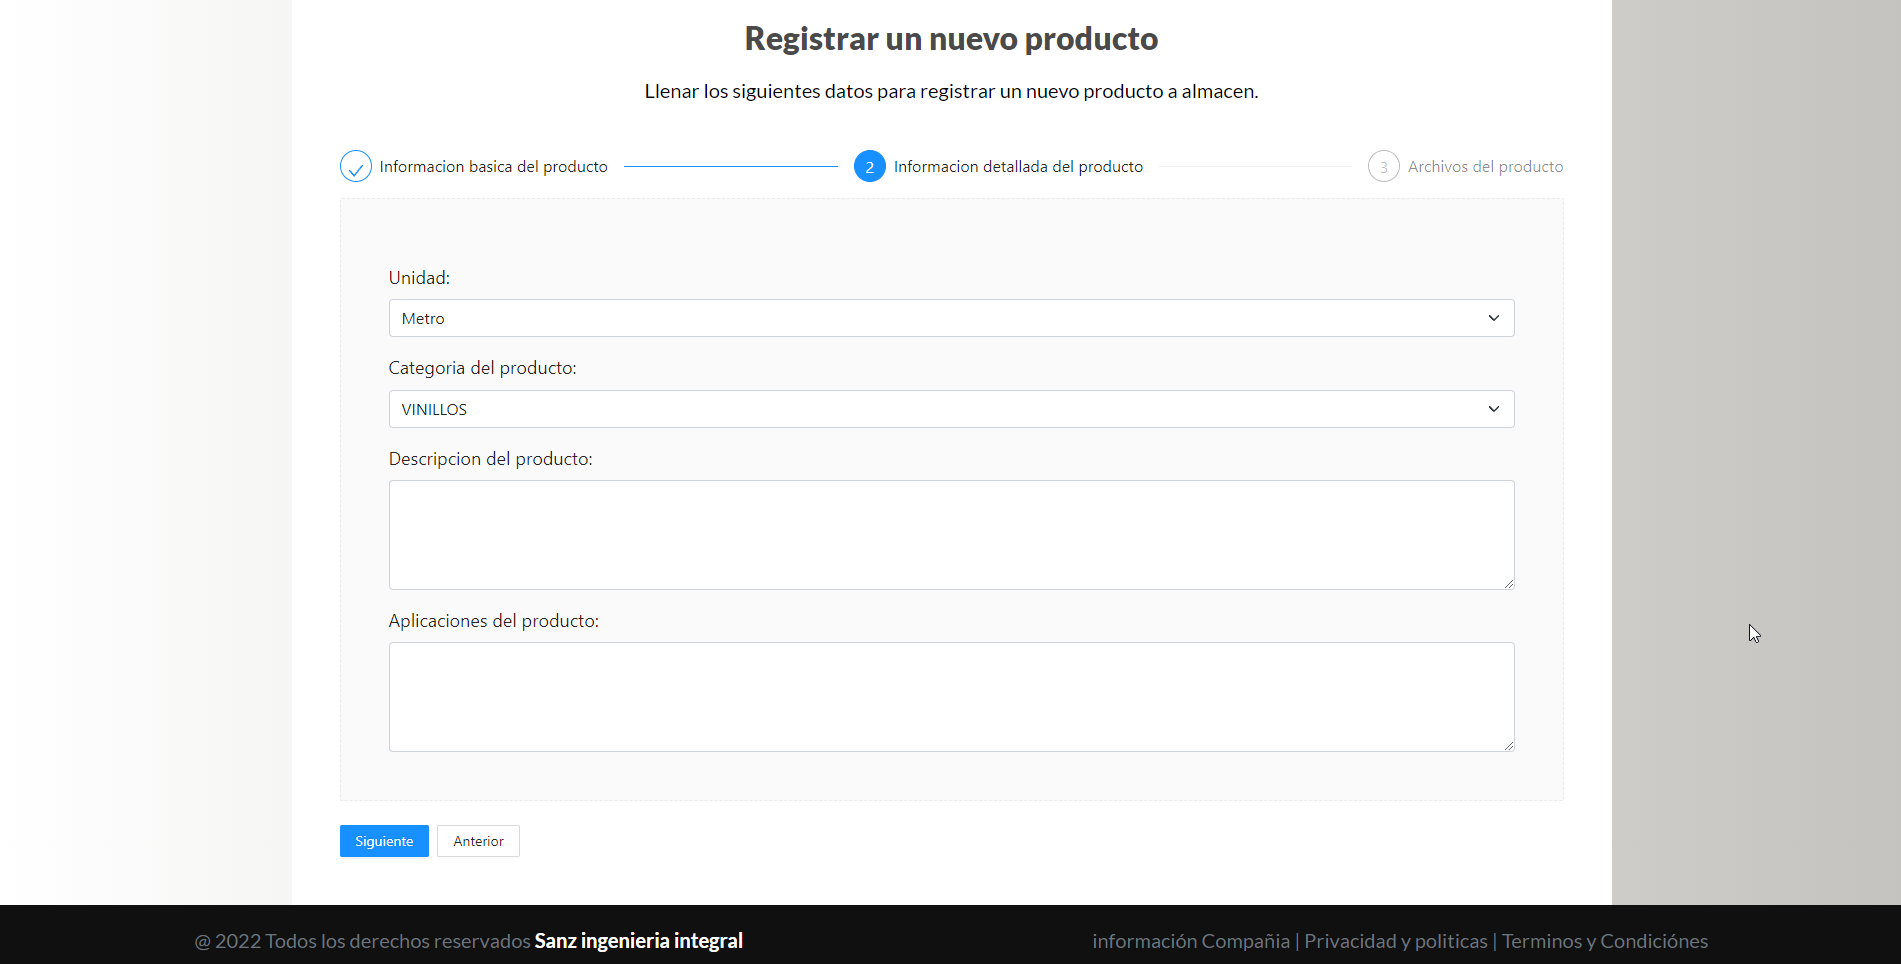 Registrar un nuevo producto
Llenar los siguientes datos para registrar un nuevo producto a almacen.
Informacion basica del producto
2 Informacion detallada del producto
3 Archivos del producto
Unidad:
Metro
Categoria del producto:
VINILLOS
Descripcion del producto:
Aplicaciones del producto:
Siguiente
Anterior
@ 2022 Todos los derechos reservados Sanz ingenieria integral
información Compañia | Privacidad y politicas | Terminos y Condiciónes